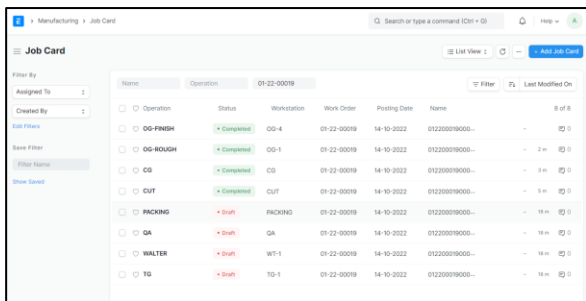 E > Manufacturing > Job Card Search or type a command (Ctrl + G) Help A
Job Card List View + Add Job Card
Filter By
Assigned To
Created By
Edit Filters
Save Filter
Filter Name
Show Saved
Name Operation 01-22-00019 Filter Last Modified On
Operation Status Workstation Work Order Posting Date Name 8 of 8
OG-FINISH Completed OG-4 01-22-00019 14-10-2022 012200019000... - 0
OG-ROUGH Completed OG-1 01-22-00019 14-10-2022 012200019000... - 2 m 0
CG Completed CG 01-22-00019 14-10-2022 012200019000... - 3 m 0
CUT Completed CUT 01-22-00019 14-10-2022 012200019000... - 5 m 0
PACKING Draft PACKING 01-22-00019 14-10-2022 012200019000... - 18 m 0
QA Draft QA 01-22-00019 14-10-2022 012200019000... - 18 m 0
WALTER Draft WT-1 01-22-00019 14-10-2022 012200019000... - 18 m 0
TG Draft TG-1 01-22-00019 14-10-2022 012200019000... - 18 m 0